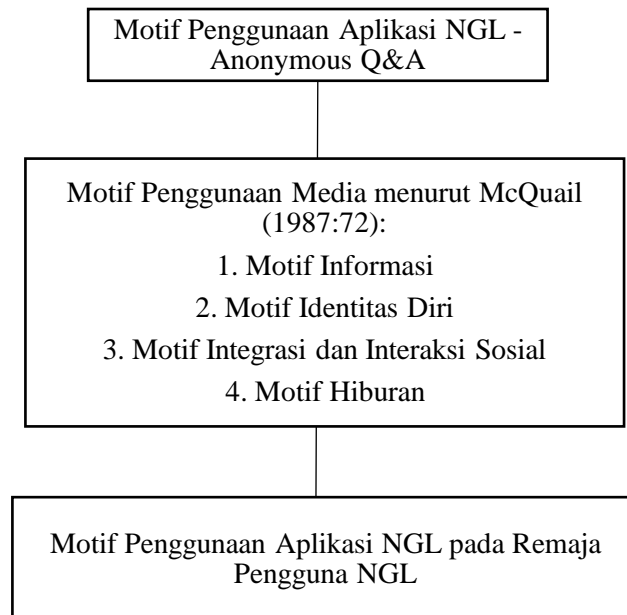 Motif Penggunaan Aplikasi NGL -
Anonymous Q&A
Motif Penggunaan Media menurut McQuail
(1987:72):
1. Motif Informasi
2. Motif Identitas Diri
3. Motif Integrasi dan Interaksi Sosial
4. Motif Hiburan
Motif Penggunaan Aplikasi NGL pada Remaja
Pengguna NGL